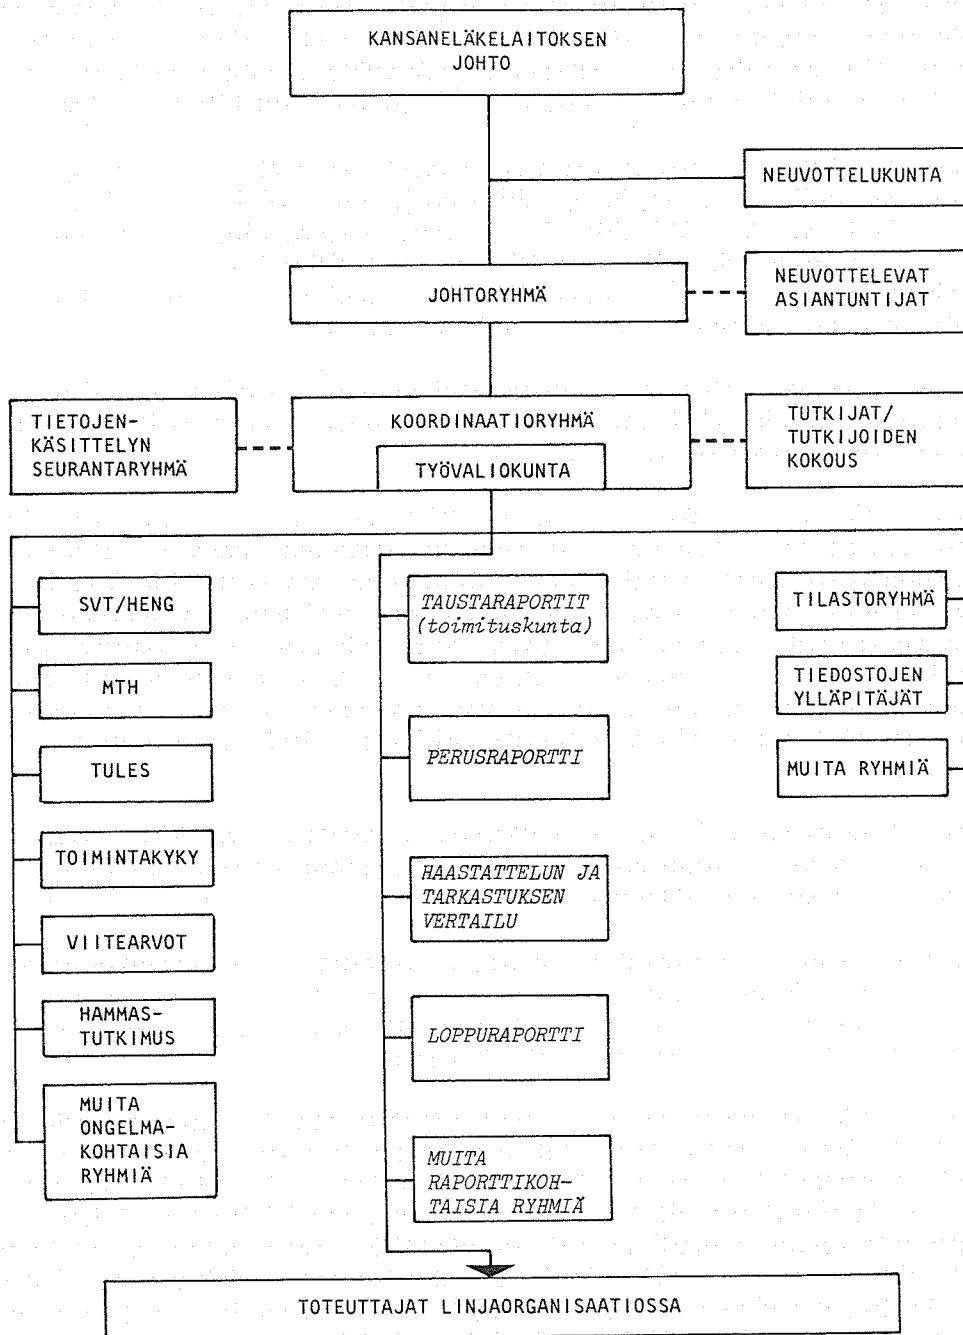 KANSANELÄKELAITOKSEN
JOHTO
NEUVOTTELUKUNTA
JOHTORYHMÄ
NEUVOTTELEVAT
ASIANTUNTIJAT
TIETOJEN-
KÄSITTELYN
SEURANTARYHMÄ
KOORDINAATIORYHMÄ
TYÖVALIOKUNTA
TUTKIJAT/
TUTKIJOIDEN
KOKOUS
SVT/HENG
MTH
TULES
TOIMINTAKYKY
VIITEARVOT
HAMMAS-
TUTKIMUS
MUITA
ONGELMA-
KOHTAISIA
RYHMIÄ
TAUSTARAPORTIT
(toimituskunta)
PERUSRAPORTTI
HAASTATTELUN JA
TARKASTUKSEN
VERTAILU
LOPPURAPORTTI
MUITA
RAPORTTIKOH-
TAISIA RYHMIÄ
TILASTORYHMÄ
TIEDOSTOJEN
YLLÄPITÄJÄT
MUITA RYHMIÄ
TOTEUTTAJAT LINJAORGANISAATIOSSA